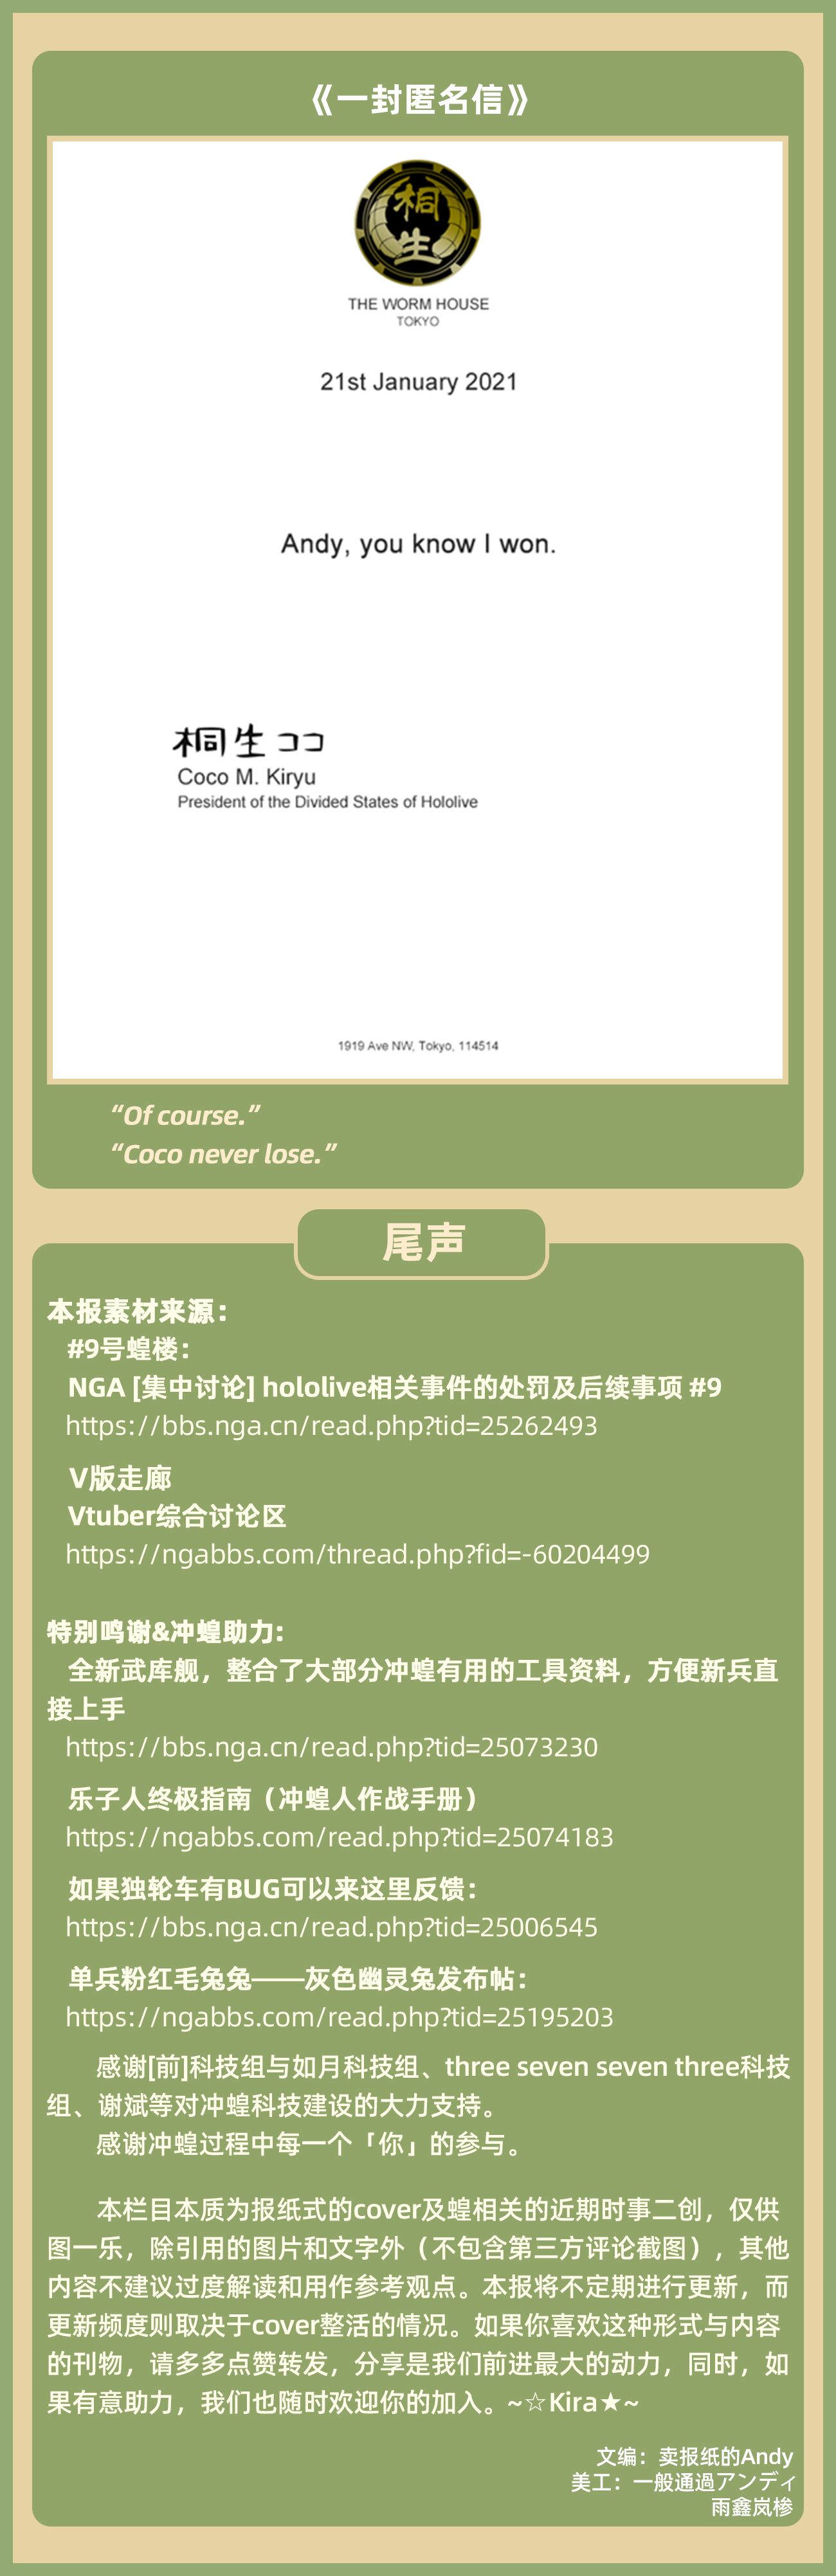 《一封匿名信》
桐
生
THE WORM HOUSE
TOKYO
21st January 2021
Andy, you know I won.
桐生ココ
Coco M. Kiryu
President of the Divided States of Hololive
1919 Ave NW, Tokyo, 114514
“Of course.”
“Coco never lose.”
尾声
本报素材来源：
#9号蝗楼：
NGA [集中讨论] hololive相关事件的处罚及后续事项 #9
https://bbs.nga.cn/read.php?tid=25262493
V版走廊
Vtuber综合讨论区
https://ngabbs.com/thread.php?fid=-60204499
特别鸣谢&冲蝗助力:
全新武库舰，整合了大部分冲蝗有用的工具资料，方便新兵直
接上手
https://bbs.nga.cn/read.php?tid=25073230
乐子人终极指南（冲蝗人作战手册）
https://ngabbs.com/read.php?tid=25074183
如果独轮车有BUG可以来这里反馈：
https://bbs.nga.cn/read.php?tid=25006545
单兵粉红毛兔兔——灰色幽灵兔发布帖：
https://ngabbs.com/read.php?tid=25195203
感谢[前]科技组与如月科技组、three seven seven three科技
组、谢斌等对冲蝗科技建设的大力支持。
感谢冲蝗过程中每一个「你」的参与。
本栏目本质为报纸式的cover及蝗相关的近期时事二创，仅供
图一乐，除引用的图片和文字外（不包含第三方评论截图），其他
内容不建议过度解读和用作参考观点。本报将不定期进行更新，而
更新频度则取决于cover整活的情况。如果你喜欢这种形式与内容
的刊物，请多多点赞转发，分享是我们前进最大的动力，同时，如
果有意助力，我们也随时欢迎你的加入。~☆Kira★~
文编：卖报纸的Andy
美工：一般通過アンディ
雨鑫岚椮